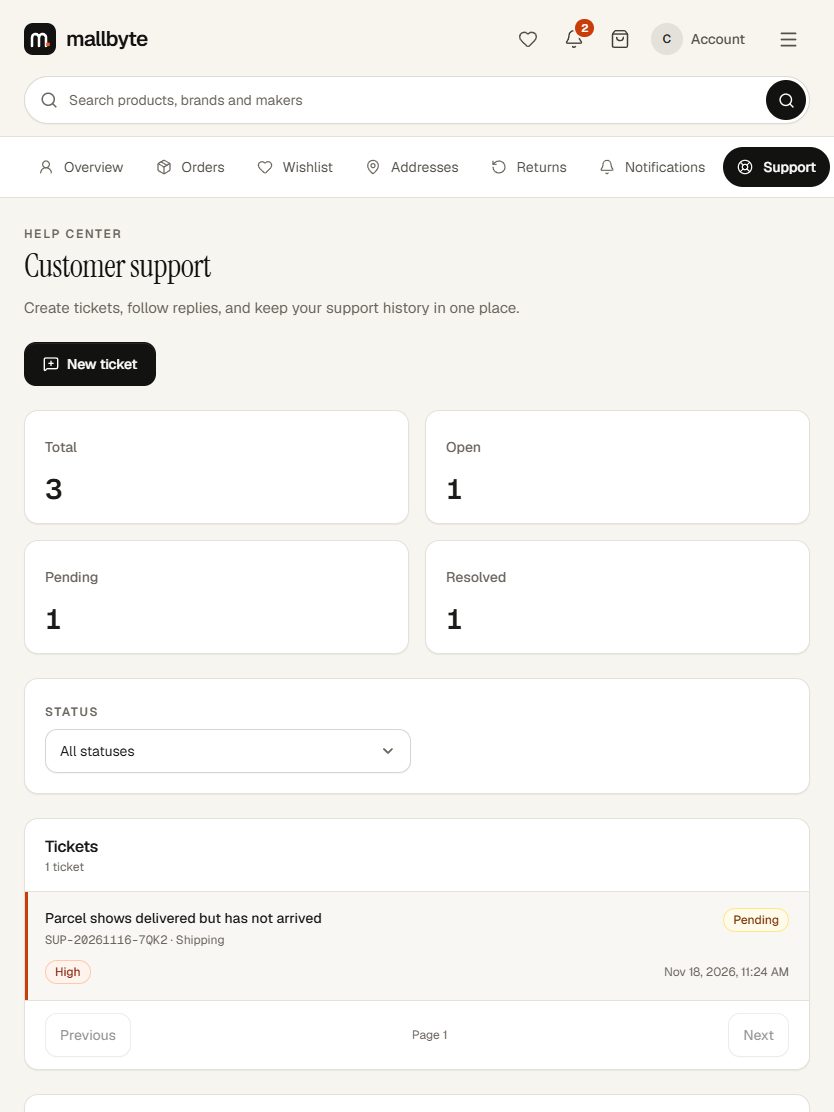 m.
mallbyte
2
C
Account
Search products, brands and makers
Overview
Orders
Wishlist
Addresses
Returns
Notifications
Support
HELP CENTER
Customer support
Create tickets, follow replies, and keep your support history in one place.
New ticket
Total
3
Open
1
Pending
1
Resolved
1
STATUS
All statuses
Tickets
1 ticket
Parcel shows delivered but has not arrived
Pending
SUP-20261116-7QK2 · Shipping
High
Nov 18, 2026, 11:24 AM
Previous
Page 1
Next